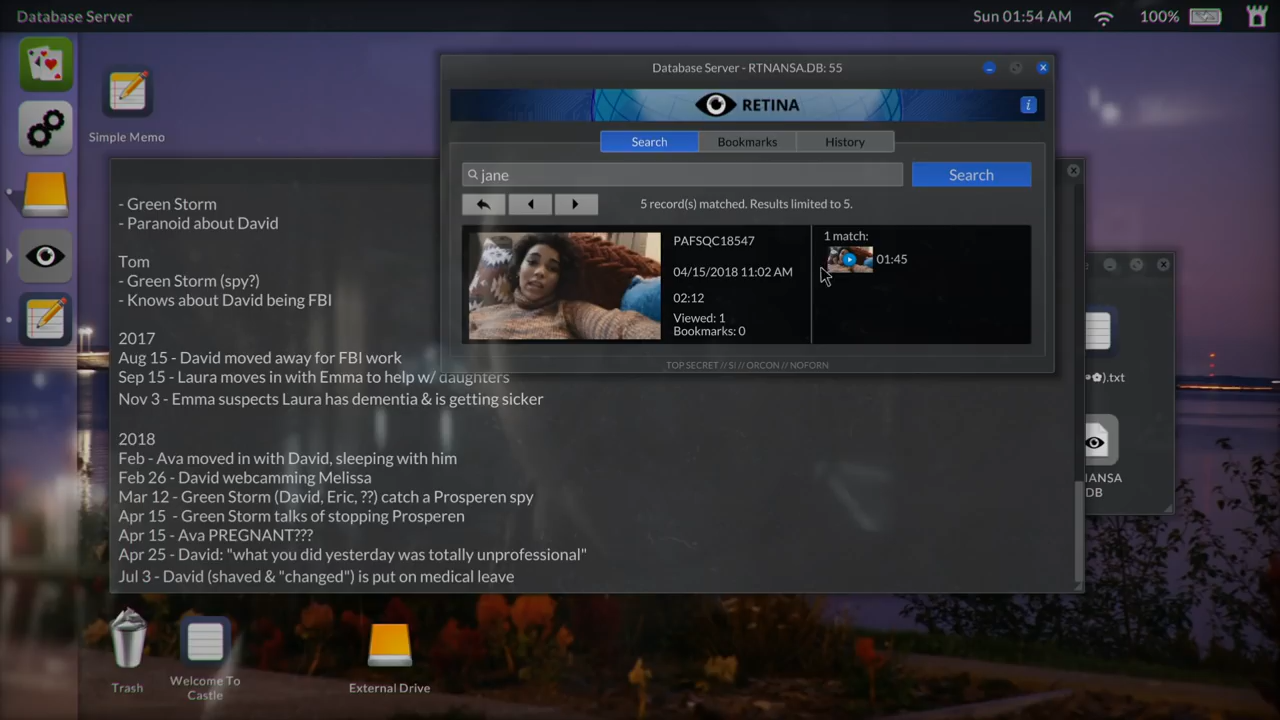 Database Server
Sun 01:54 AM
100%
Simple Memo
Database Server - RTNANSA.DB: 55
RETINA
i
Search
Bookmarks
History
jane
Search
5 record(s) matched. Results limited to 5.
PAFSQC18547
04/15/2018 11:02 AM
02:12
Viewed: 1
Bookmarks: 0
1 match:
01:45
TOP SECRET // SI // ORCON // NOFORN
- Green Storm
- Paranoid about David
Tom
- Green Storm (spy?)
- Knows about David being FBI
2017
Aug 15 - David moved away for FBI work
Sep 15 - Laura moves in with Emma to help w/ daughters
Nov 3 - Emma suspects Laura has dementia & is getting sicker
2018
Feb - Ava moved in with David, sleeping with him
Feb 26 - David webcamming Melissa
Mar 12 - Green Storm (David, Eric, ??) catch a Prosperen spy
Apr 15 - Green Storm talks of stopping Prosperen
Apr 15 - Ava PREGNANT???
Apr 25 - David: "what you did yesterday was totally unprofessional"
Jul 3 - David (shaved & "changed") is put on medical leave
✿).txt
ANSA
DB
Trash
Welcome To
Castle
External Drive